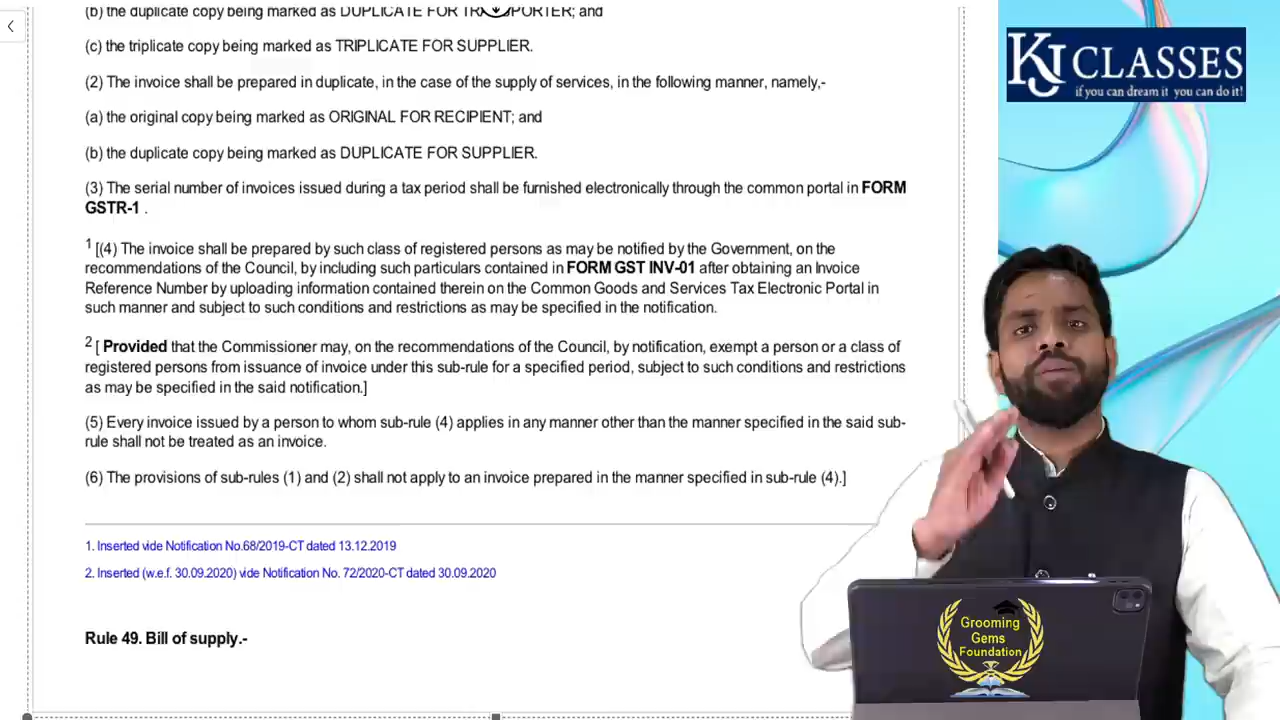 (b) the duplicate copy being marked as DUPLICATE FOR PORTER; and
(c) the triplicate copy being marked as TRIPLICATE FOR SUPPLIER.
(2) The invoice shall be prepared in duplicate, in the case of the supply of services, in the following manner, namely,-
(a) the original copy being marked as ORIGINAL FOR RECIPIENT; and
(b) the duplicate copy being marked as DUPLICATE FOR SUPPLIER.
(3) The serial number of invoices issued during a tax period shall be furnished electronically through the common portal in FORM
GSTR-1 .
1 [(4) The invoice shall be prepared by such class of registered persons as may be notified by the Government, on the
recommendations of the Council, by including such particulars contained in FORM GST INV-01 after obtaining an Invoice
Reference Number by uploading information contained therein on the Common Goods and Services Tax Electronic Portal in
such manner and subject to such conditions and restrictions as may be specified in the notification.
2 [ Provided that the Commissioner may, on the recommendations of the Council, by notification, exempt a person or a class of
registered persons from issuance of invoice under this sub-rule for a specified period, subject to such conditions and restrictions
as may be specified in the said notification.]
(5) Every invoice issued by a person to whom sub-rule (4) applies in any manner other than the manner specified in the said sub-
rule shall not be treated as an invoice.
(6) The provisions of sub-rules (1) and (2) shall not apply to an invoice prepared in the manner specified in sub-rule (4).]
1. Inserted vide Notification No.68/2019-CT dated 13.12.2019
2. Inserted (w.e.f. 30.09.2020) vide Notification No. 72/2020-CT dated 30.09.2020
Rule 49. Bill of supply.-
KJ CLASSES
if you can dream it you can do it!
Grooming
Gems
Foundation